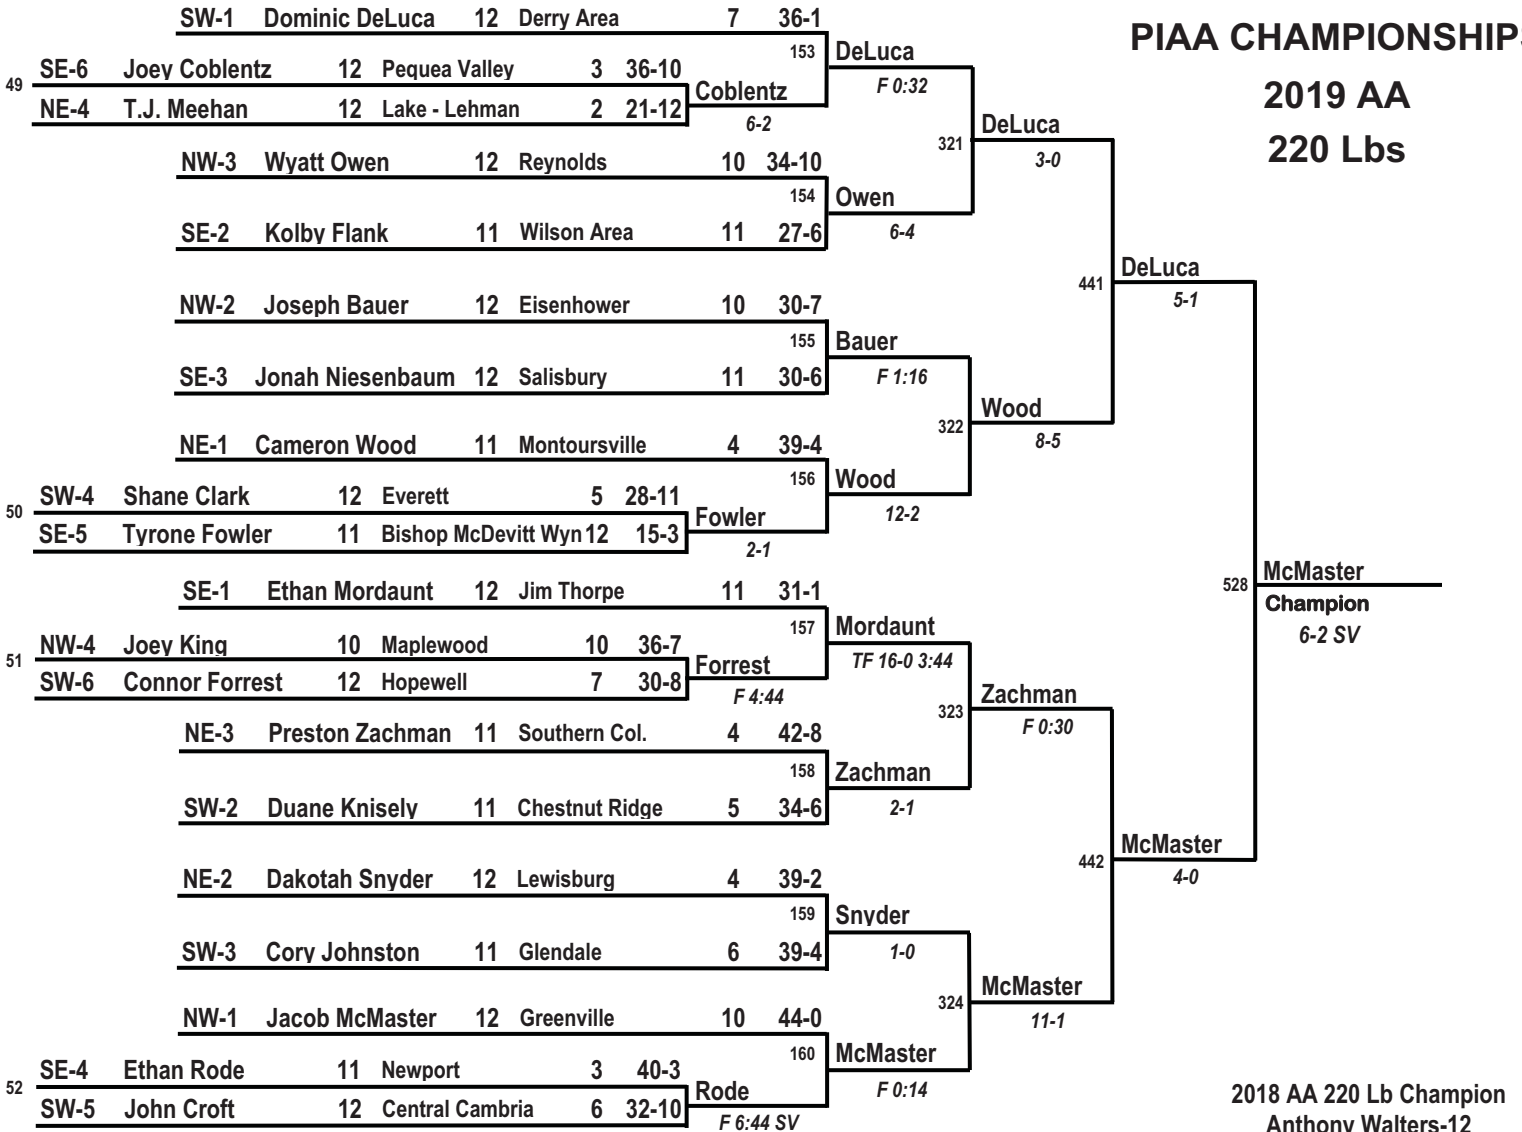 PIAA CHAMPIONSHIPS
2019 AA
220 Lbs
SW-1 Dominic DeLuca 12 Derry Area 7 36-1
153 DeLuca
F 0:32
49 SE-6 Joey Coblentz 12 Pequea Valley 3 36-10
Coblentz
6-2
NE-4 T.J. Meehan 12 Lake - Lehman 2 21-12
321 DeLuca
3-0
NW-3 Wyatt Owen 12 Reynolds 10 34-10
154 Owen
6-4
SE-2 Kolby Flank 11 Wilson Area 11 27-6
441 DeLuca
5-1
NW-2 Joseph Bauer 12 Eisenhower 10 30-7
155 Bauer
F 1:16
SE-3 Jonah Niesenbaum 12 Salisbury 11 30-6
322 Wood
8-5
NE-1 Cameron Wood 11 Montoursville 4 39-4
156 Wood
12-2
50 SW-4 Shane Clark 12 Everett 5 28-11
Fowler
2-1
SE-5 Tyrone Fowler 11 Bishop McDevitt Wyn 12 15-3
528 McMaster
Champion
6-2 SV
SE-1 Ethan Mordaunt 12 Jim Thorpe 11 31-1
157 Mordaunt
TF 16-0 3:44
51 NW-4 Joey King 10 Maplewood 10 36-7
Forrest
F 4:44
SW-6 Connor Forrest 12 Hopewell 7 30-8
323 Zachman
F 0:30
NE-3 Preston Zachman 11 Southern Col. 4 42-8
158 Zachman
2-1
SW-2 Duane Knisely 11 Chestnut Ridge 5 34-6
442 McMaster
4-0
NE-2 Dakotah Snyder 12 Lewisburg 4 39-2
159 Snyder
1-0
SW-3 Cory Johnston 11 Glendale 6 39-4
324 McMaster
11-1
NW-1 Jacob McMaster 12 Greenville 10 44-0
160 McMaster
F 0:14
52 SE-4 Ethan Rode 11 Newport 3 40-3
Rode
F 6:44 SV
SW-5 John Croft 12 Central Cambria 6 32-10
2018 AA 220 Lb Champion
Anthony Walters-12